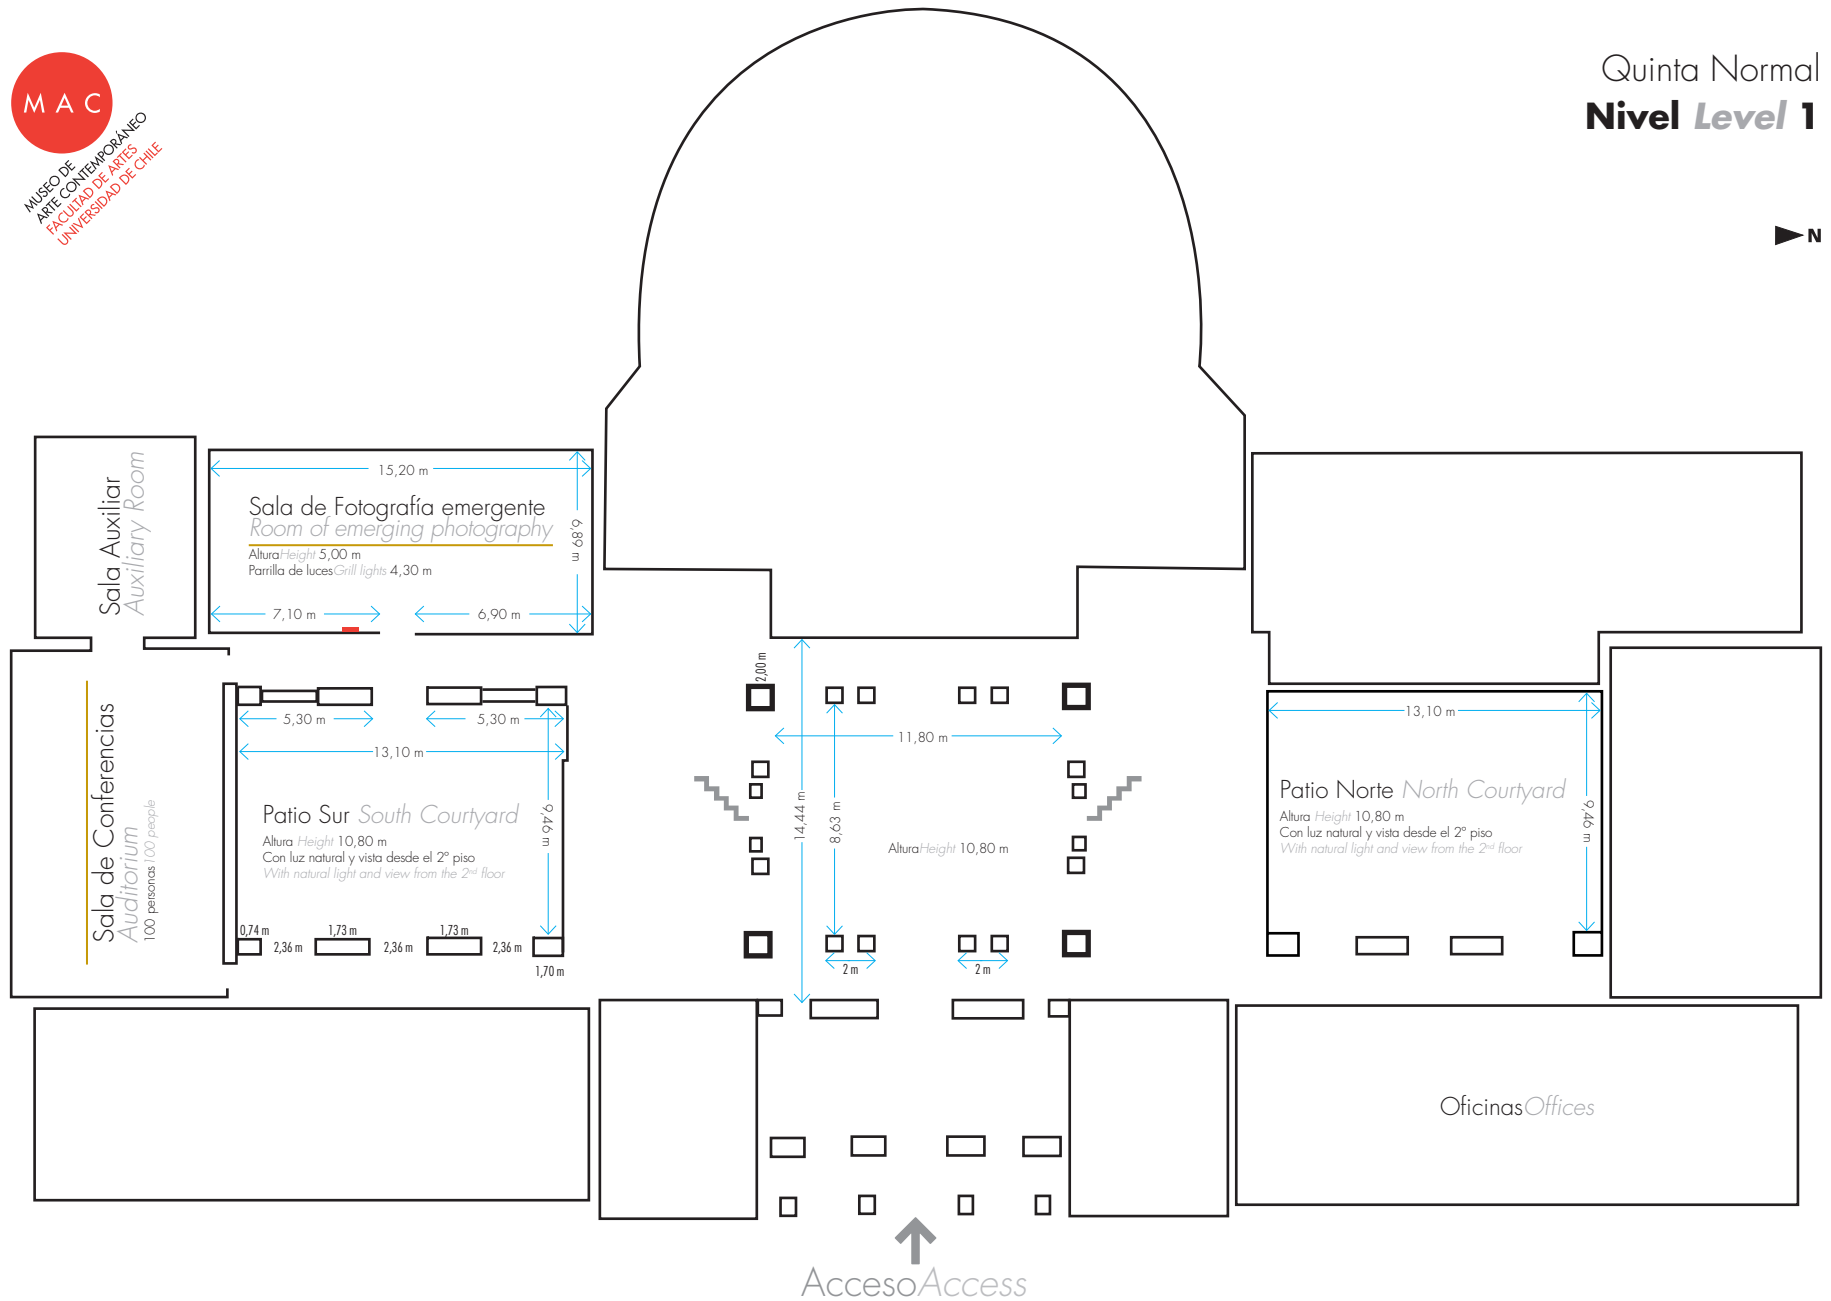 MAC
MUSEO DE
ARTE CONTEMPORÁNEO
FACULTAD DE ARTES
UNIVERSIDAD DE CHILE
Quinta Normal
Nivel Level 1
N
Sala Auxiliar
Auxiliary Room
15,20 m
Sala de Fotografía emergente
Room of emerging photography
Altura Height 5,00 m
Parrilla de luces Grill lights 4,30 m
6,89 m
7,10 m
6,90 m
Sala de Conferencias
Auditorium
100 personas 100 people
5,30 m
5,30 m
13,10 m
9,46 m
Patio Sur South Courtyard
Altura Height 10,80 m
Con luz natural y vista desde el 2º piso
With natural light and view from the 2nd floor
0,74 m
2,36 m
1,73 m
2,36 m
1,73 m
2,36 m
1,70 m
2,00 m
11,80 m
14,44 m
8,63 m
Altura Height 10,80 m
2 m
2 m
13,10 m
9,46 m
Patio Norte North Courtyard
Altura Height 10,80 m
Con luz natural y vista desde el 2º piso
With natural light and view from the 2nd floor
Oficinas Offices
Acceso Access